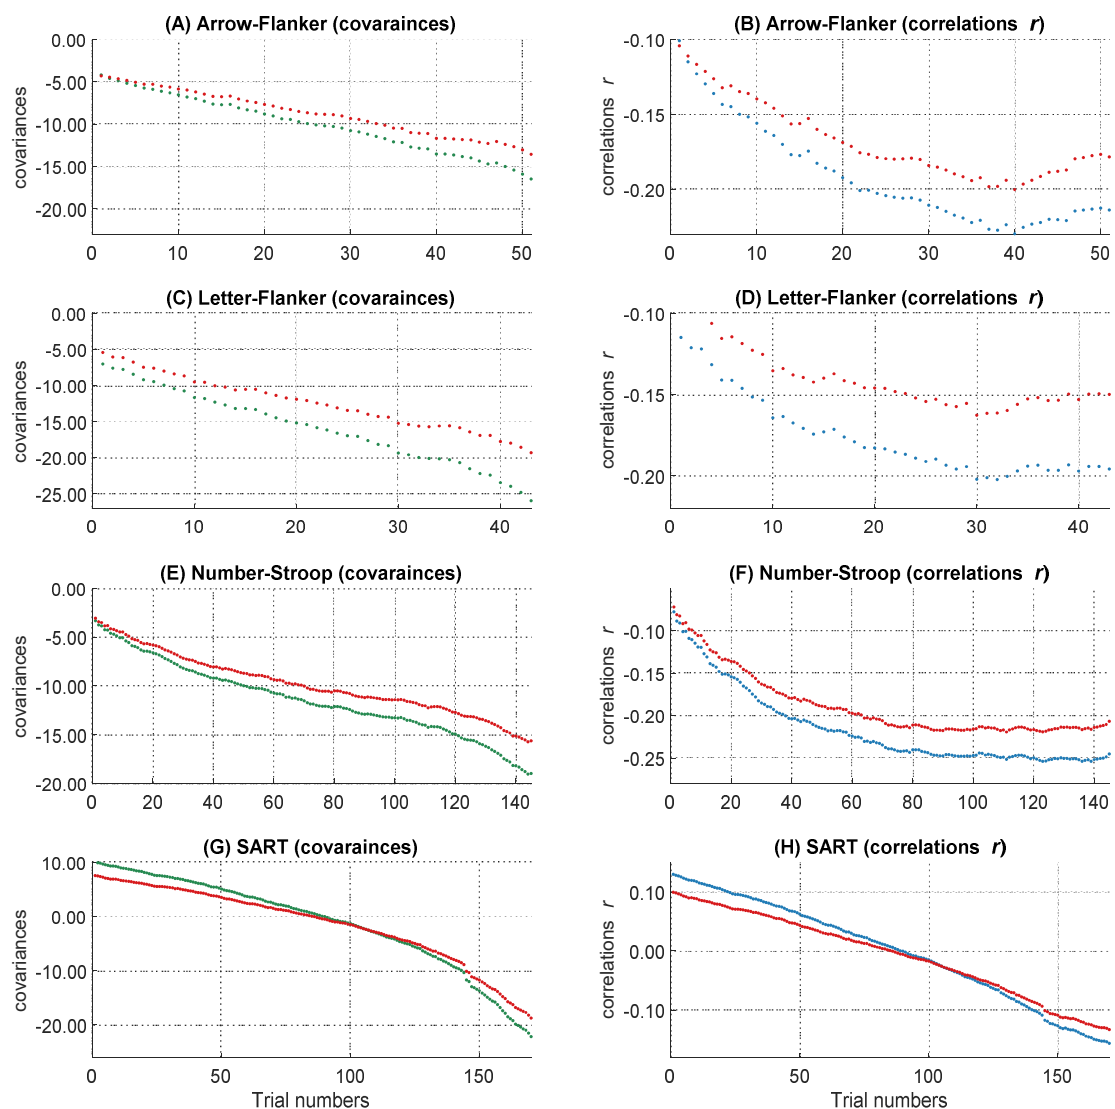 (A) Arrow-Flanker (covarainces)
covariances
0.00
-5.00
-10.00
-15.00
-20.00
0 10 20 30 40 50
(B) Arrow-Flanker (correlations r)
correlations r
-0.10
-0.15
-0.20
0 10 20 30 40 50
(C) Letter-Flanker (covarainces)
covariances
0.00
-5.00
-10.00
-15.00
-20.00
-25.00
0 10 20 30 40
(D) Letter-Flanker (correlations r)
correlations r
-0.10
-0.15
-0.20
0 10 20 30 40
(E) Number-Stroop (covarainces)
covariances
0.00
-5.00
-10.00
-15.00
-20.00
0 20 40 60 80 100 120 140
(F) Number-Stroop (correlations r)
correlations r
-0.10
-0.15
-0.20
-0.25
0 20 40 60 80 100 120 140
(G) SART (covarainces)
covariances
10.00
0.00
-10.00
-20.00
0 50 100 150
Trial numbers
(H) SART (correlations r)
correlations r
0.10
0.00
-0.10
0 50 100 150
Trial numbers